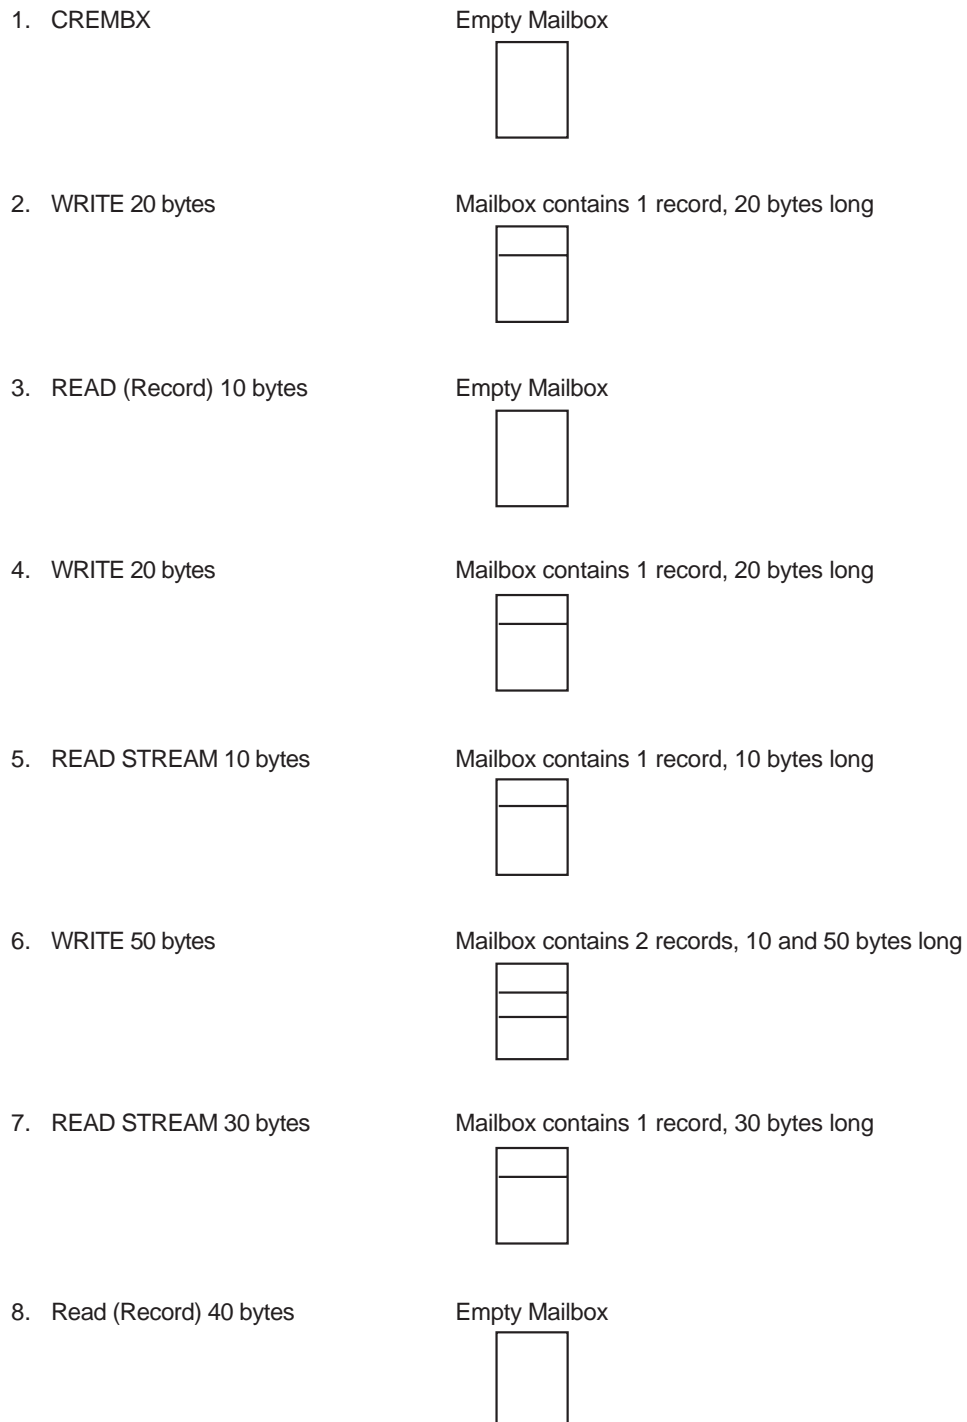 1. CREMBX Empty Mailbox
2. WRITE 20 bytes Mailbox contains 1 record, 20 bytes long
3. READ (Record) 10 bytes Empty Mailbox
4. WRITE 20 bytes Mailbox contains 1 record, 20 bytes long
5. READ STREAM 10 bytes Mailbox contains 1 record, 10 bytes long
6. WRITE 50 bytes Mailbox contains 2 records, 10 and 50 bytes long
7. READ STREAM 30 bytes Mailbox contains 1 record, 30 bytes long
8. Read (Record) 40 bytes Empty Mailbox